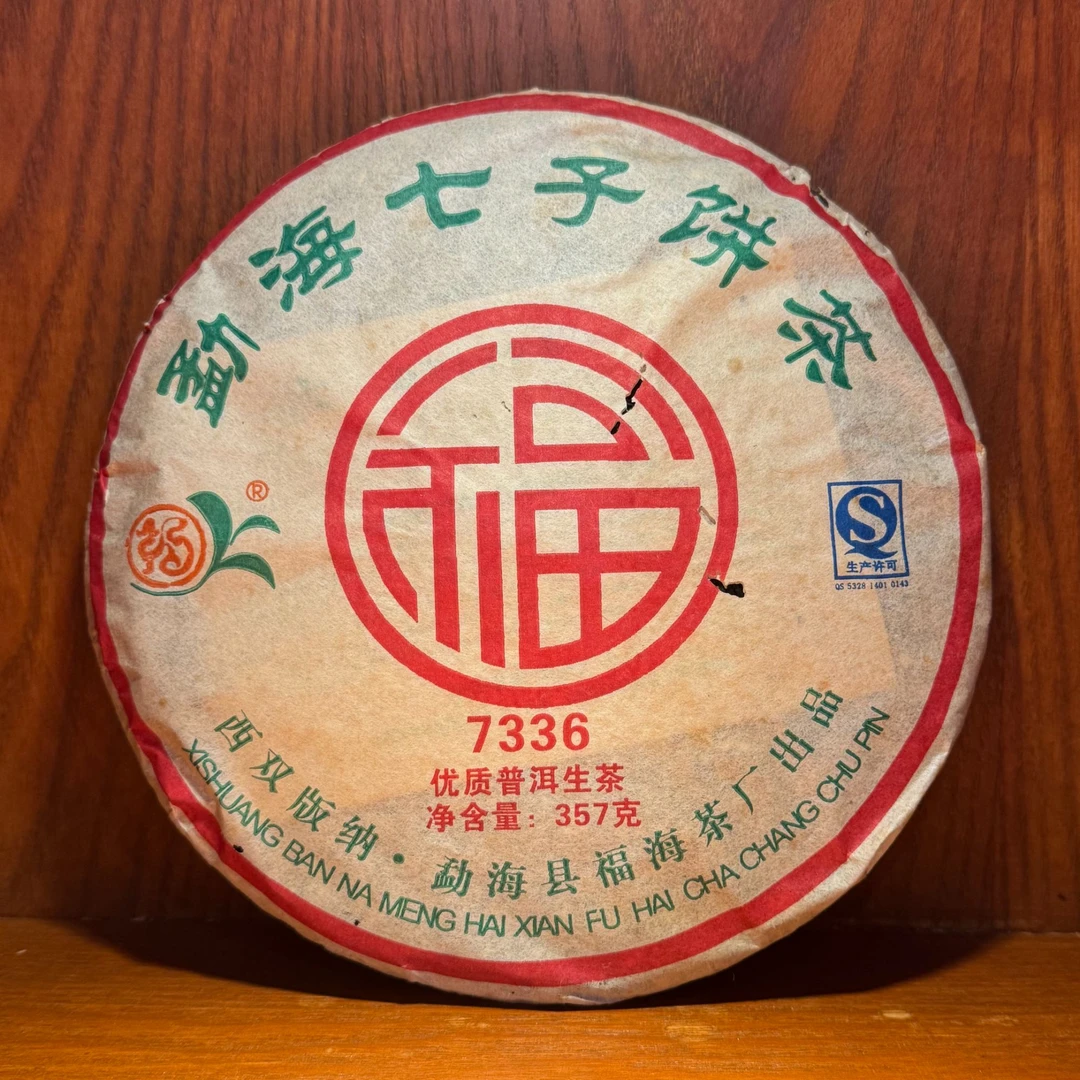 勐海七子饼茶
福
®
S
生产许可
QS 5328 1401 0143
7336
优质普洱生茶
净含量：357克
西双版纳·勐海县福海茶厂出品
XISHUANG BAN NA MENG HAI XIAN FU HAI CHA CHANG CHU PIN